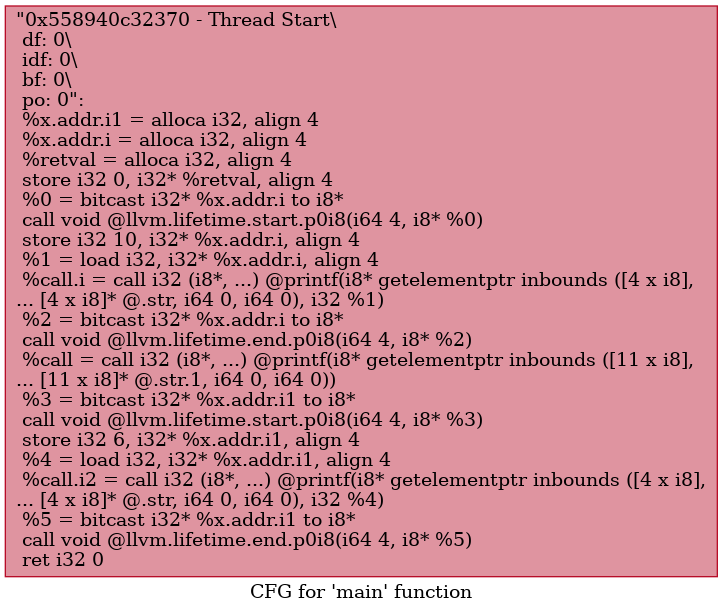 "0x558940c32370 - Thread Start\
df: 0\
idf: 0\
bf: 0\
po: 0":
%x.addr.i1 = alloca i32, align 4
%x.addr.i = alloca i32, align 4
%retval = alloca i32, align 4
store i32 0, i32* %retval, align 4
%0 = bitcast i32* %x.addr.i to i8*
call void @llvm.lifetime.start.p0i8(i64 4, i8* %0)
store i32 10, i32* %x.addr.i, align 4
%1 = load i32, i32* %x.addr.i, align 4
%call.i = call i32 (i8*, ...) @printf(i8* getelementptr inbounds ([4 x i8],
... [4 x i8]* @.str, i64 0, i64 0), i32 %1)
%2 = bitcast i32* %x.addr.i to i8*
call void @llvm.lifetime.end.p0i8(i64 4, i8* %2)
%call = call i32 (i8*, ...) @printf(i8* getelementptr inbounds ([11 x i8],
... [11 x i8]* @.str.1, i64 0, i64 0))
%3 = bitcast i32* %x.addr.i1 to i8*
call void @llvm.lifetime.start.p0i8(i64 4, i8* %3)
store i32 6, i32* %x.addr.i1, align 4
%4 = load i32, i32* %x.addr.i1, align 4
%call.i2 = call i32 (i8*, ...) @printf(i8* getelementptr inbounds ([4 x i8],
... [4 x i8]* @.str, i64 0, i64 0), i32 %4)
%5 = bitcast i32* %x.addr.i1 to i8*
call void @llvm.lifetime.end.p0i8(i64 4, i8* %5)
ret i32 0
CFG for 'main' function